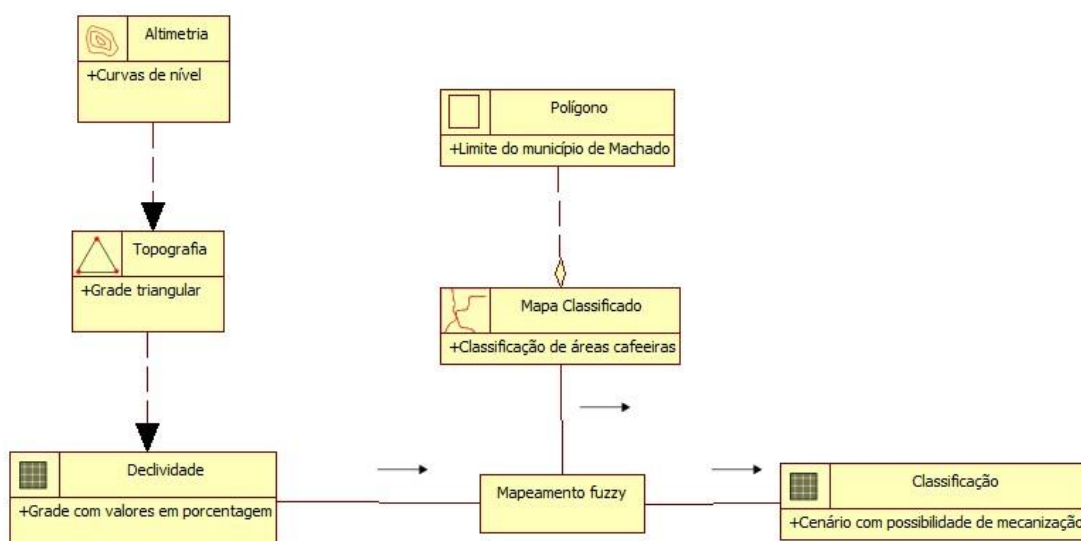 Altimetria
+Curvas de nível
Polígono
+Limite do município de Machado
Topografia
+Grade triangular
Mapa Classificado
+Classificação de áreas cafeeiras
Declividade
+Grade com valores em porcentagem
Mapeamento fuzzy
Classificação
+Cenário com possibilidade de mecanização